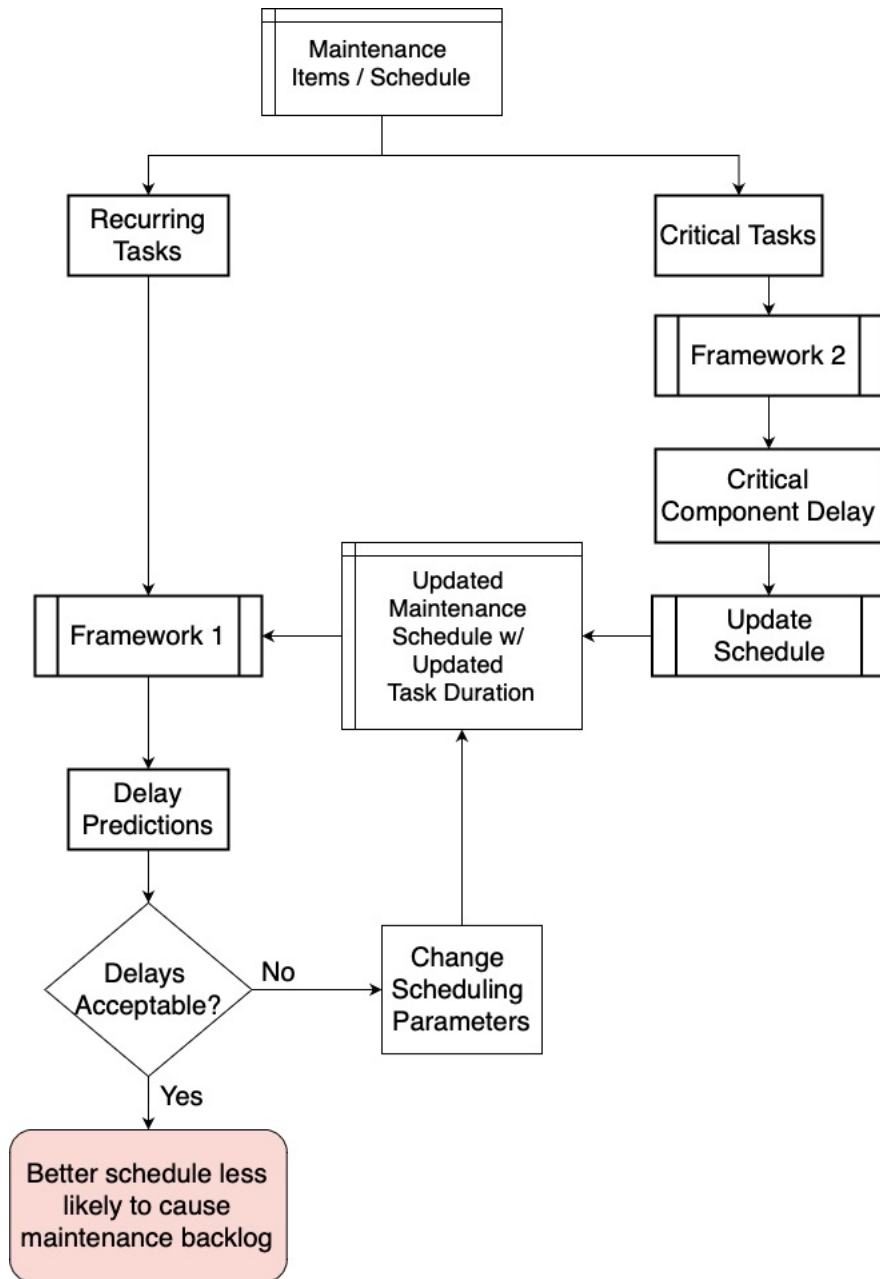 Maintenance
Items / Schedule
Recurring
Tasks
Critical Tasks
Framework 2
Critical
Component Delay
Framework 1
Updated
Maintenance
Schedule w/
Updated
Task Duration
Update
Schedule
Delay
Predictions
Delays
Acceptable?
No
Change
Scheduling
Parameters
Yes
Better schedule less
likely to cause
maintenance backlog